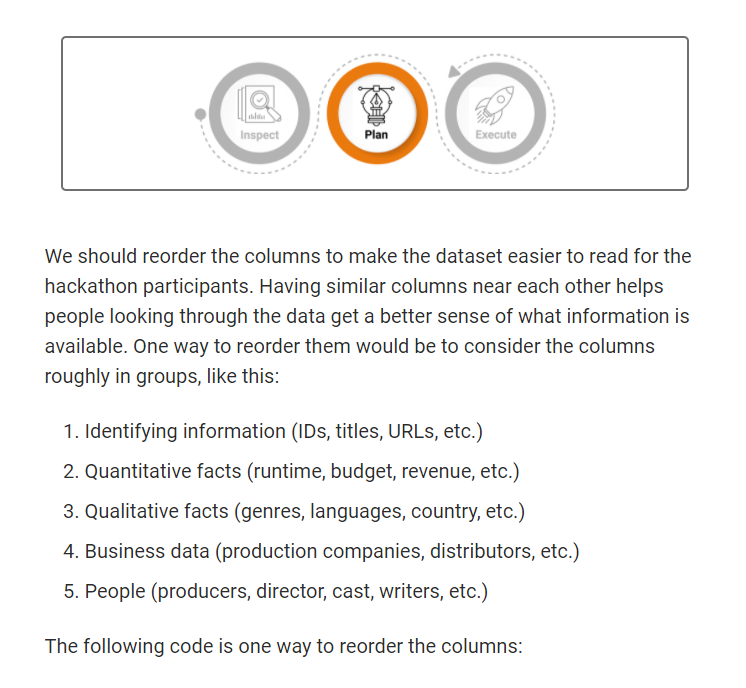 Inspect
Plan
Execute
We should reorder the columns to make the dataset easier to read for the
hackathon participants. Having similar columns near each other helps
people looking through the data get a better sense of what information is
available. One way to reorder them would be to consider the columns
roughly in groups, like this:
1. Identifying information (IDs, titles, URLs, etc.)
2. Quantitative facts (runtime, budget, revenue, etc.)
3. Qualitative facts (genres, languages, country, etc.)
4. Business data (production companies, distributors, etc.)
5. People (producers, director, cast, writers, etc.)
The following code is one way to reorder the columns: